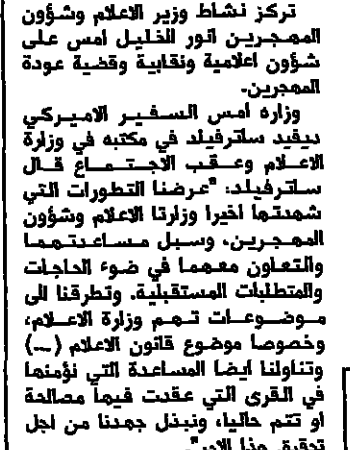 تركز نشاط وزير الاعلام وشؤون
المهجرين انور الخليل امس على
شؤون اعلامية ونقابية وقضية عودة
المهجرين.
وزاره امس السفير الاميركي
ديفيد ساترفيلد في مكتبه في وزارة
الاعلام وعقب الاجتماع قال
ساترفيلد: "عرضنا التطورات التي
شهدتها اخيرا وزارتا الاعلام وشؤون
المهجرين، وسبل مساعدتهما
والتعاون معهما في ضوء الحاجات
والمتطلبات المستقبلية. وتطرقنا الى
موضوعات تهم وزارة الاعلام،
وخصوصا موضوع قانون الاعلام (...)
وتناولنا ايضا المساعدة التي نؤمنها
في القرى التي عقدت فيها مصالحة
او تتم حاليا، ونبذل جهدنا من اجل
تحقيق هذا الامر".